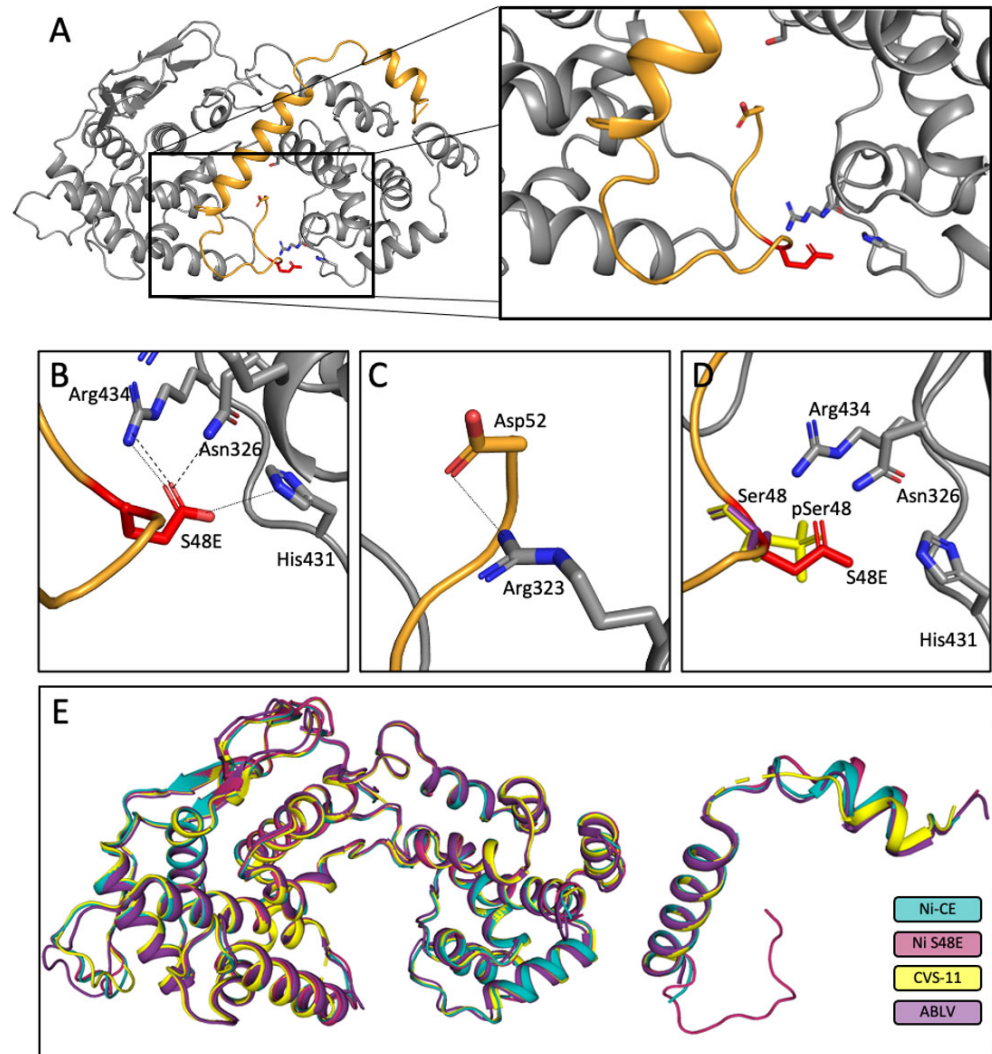 A
B
Arg434
Asn326
S48E
His431
C
Asp52
Arg323
D
Arg434
Ser48
pSer48
Asn326
S48E
His431
E
Ni-CE
Ni S48E
CVS-11
ABLV